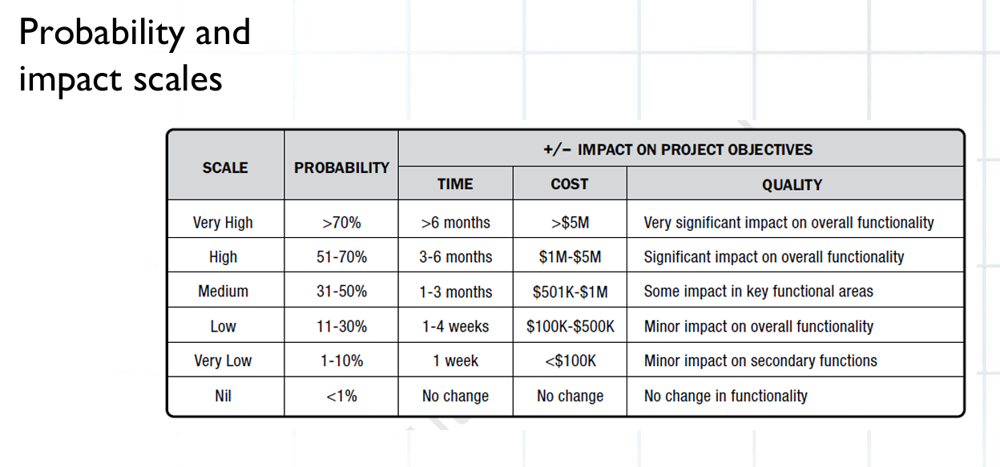 Probability and
impact scales
SCALE PROBABILITY +/– IMPACT ON PROJECT OBJECTIVES
TIME COST QUALITY
Very High >70% >6 months >$5M Very significant impact on overall functionality
High 51-70% 3-6 months $1M-$5M Significant impact on overall functionality
Medium 31-50% 1-3 months $501K-$1M Some impact in key functional areas
Low 11-30% 1-4 weeks $100K-$500K Minor impact on overall functionality
Very Low 1-10% 1 week <$100K Minor impact on secondary functions
Nil <1% No change No change No change in functionality